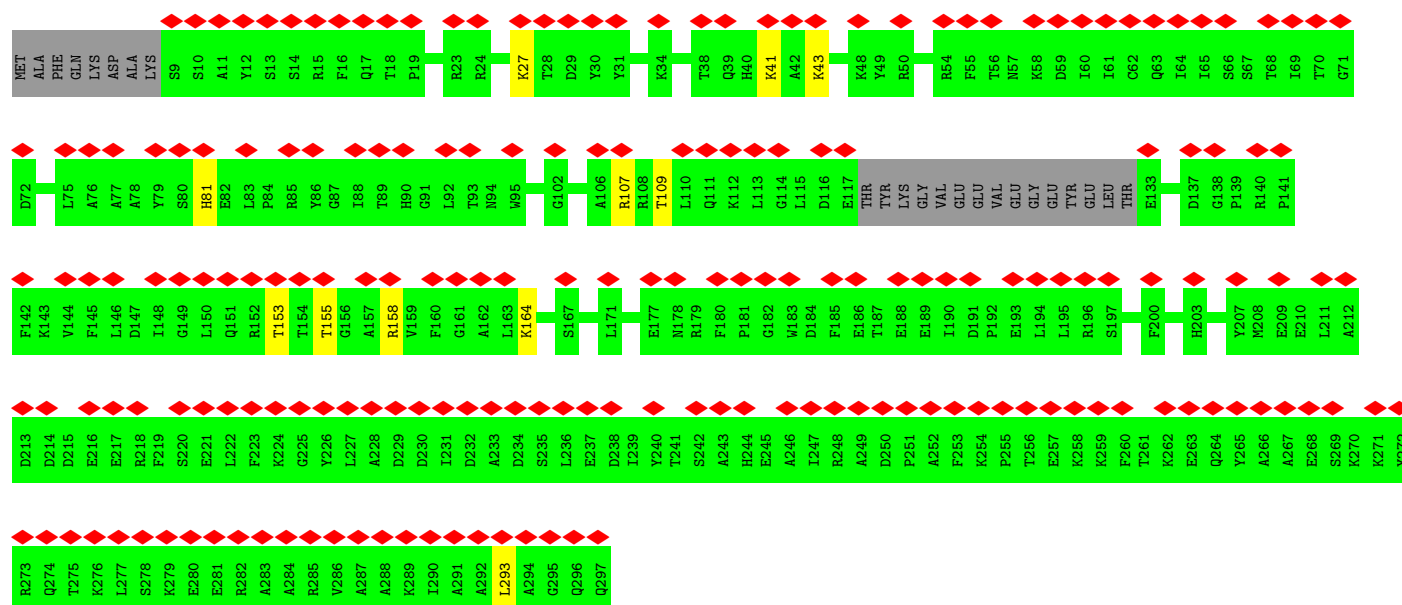 MET ALA PHE GLN LYS ASP ALA LYS S9 S10 A11 Y12 S13 S14 R15 F16 Q17 T18 P19 R23 R24 K27 T28 D29 Y30 Y31 K34 T38 Q39 H40 K41 A42 K43 K48 Y49 R50 R54 F55 T56 N57 K58 D59 I60 I61 C62 Q63 I64 I65 S66 S67 T68 I69 T70 G71
D72 L75 A76 A77 A78 Y79 S80 H81 E82 L83 P84 R85 Y86 G87 I88 T89 H90 G91 L92 T93 N94 W95 G102 A106 R107 R108 T109 L110 Q111 K112 L113 G114 L115 D116 E117 THR TYR LYS GLY VAL GLU GLU VAL GLU GLY GLU TYR GLU LEU THR E133 D137 G138 P139 R140 P141
F142 K143 V144 F145 L146 D147 I148 G149 L150 Q151 R152 T153 T154 T155 G156 A157 R158 V159 F160 G161 A162 L163 K164 S167 L171 E177 N178 R179 F180 P181 G182 W183 D184 F185 E186 T187 E188 E189 I190 D191 P192 E193 L194 L195 R196 S197 F200 H203 Y207 M208 E209 E210 L211 A212
D213 D214 D215 E216 E217 R218 F219 S220 E221 L222 F223 K224 G225 Y226 L227 A228 D229 D230 I231 D232 A233 D234 S235 L236 E237 D238 I239 Y240 T241 S242 A243 H244 E245 A246 I247 R248 A249 D250 P251 A252 F253 K254 P255 T256 E257 K258 K259 F260 T261 K262 E263 Q264 Y265 A266 A267 E268 S269 K270 K271 Y272
R273 Q274 T275 K276 L277 S278 K279 E280 E281 R282 A283 A284 R285 V286 A287 A288 K289 I290 A291 A292 L293 A294 G295 Q296 Q297